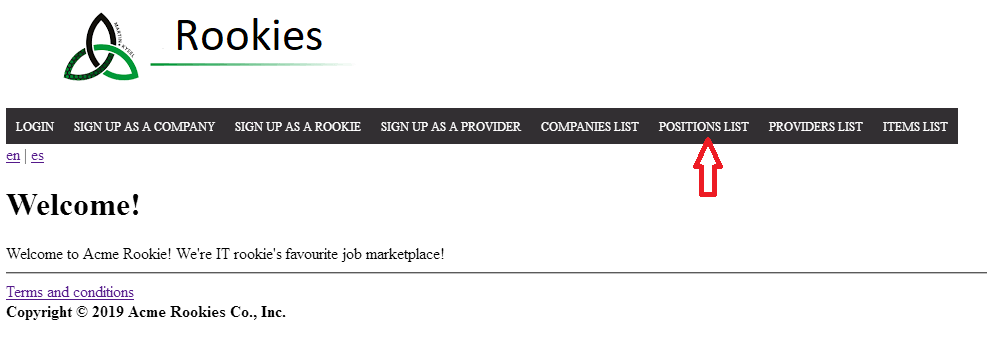 Rookies
MARTIN KYSEL
LOGIN SIGN UP AS A COMPANY SIGN UP AS A ROOKIE SIGN UP AS A PROVIDER COMPANIES LIST POSITIONS LIST PROVIDERS LIST ITEMS LIST
en | es
Welcome!
Welcome to Acme Rookie! We're IT rookie's favourite job marketplace!
Terms and conditions
Copyright © 2019 Acme Rookies Co., Inc.